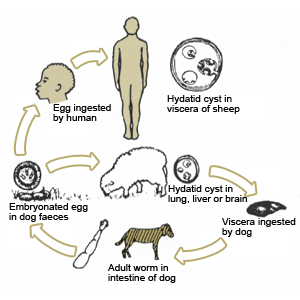 Egg ingested
by human
Hydatid cyst in
viscera of sheep
Embryonated egg
in dog faeces
Hydatid cyst in
lung, liver or brain
Viscera ingested
by dog
Adult worm in
intestine of dog